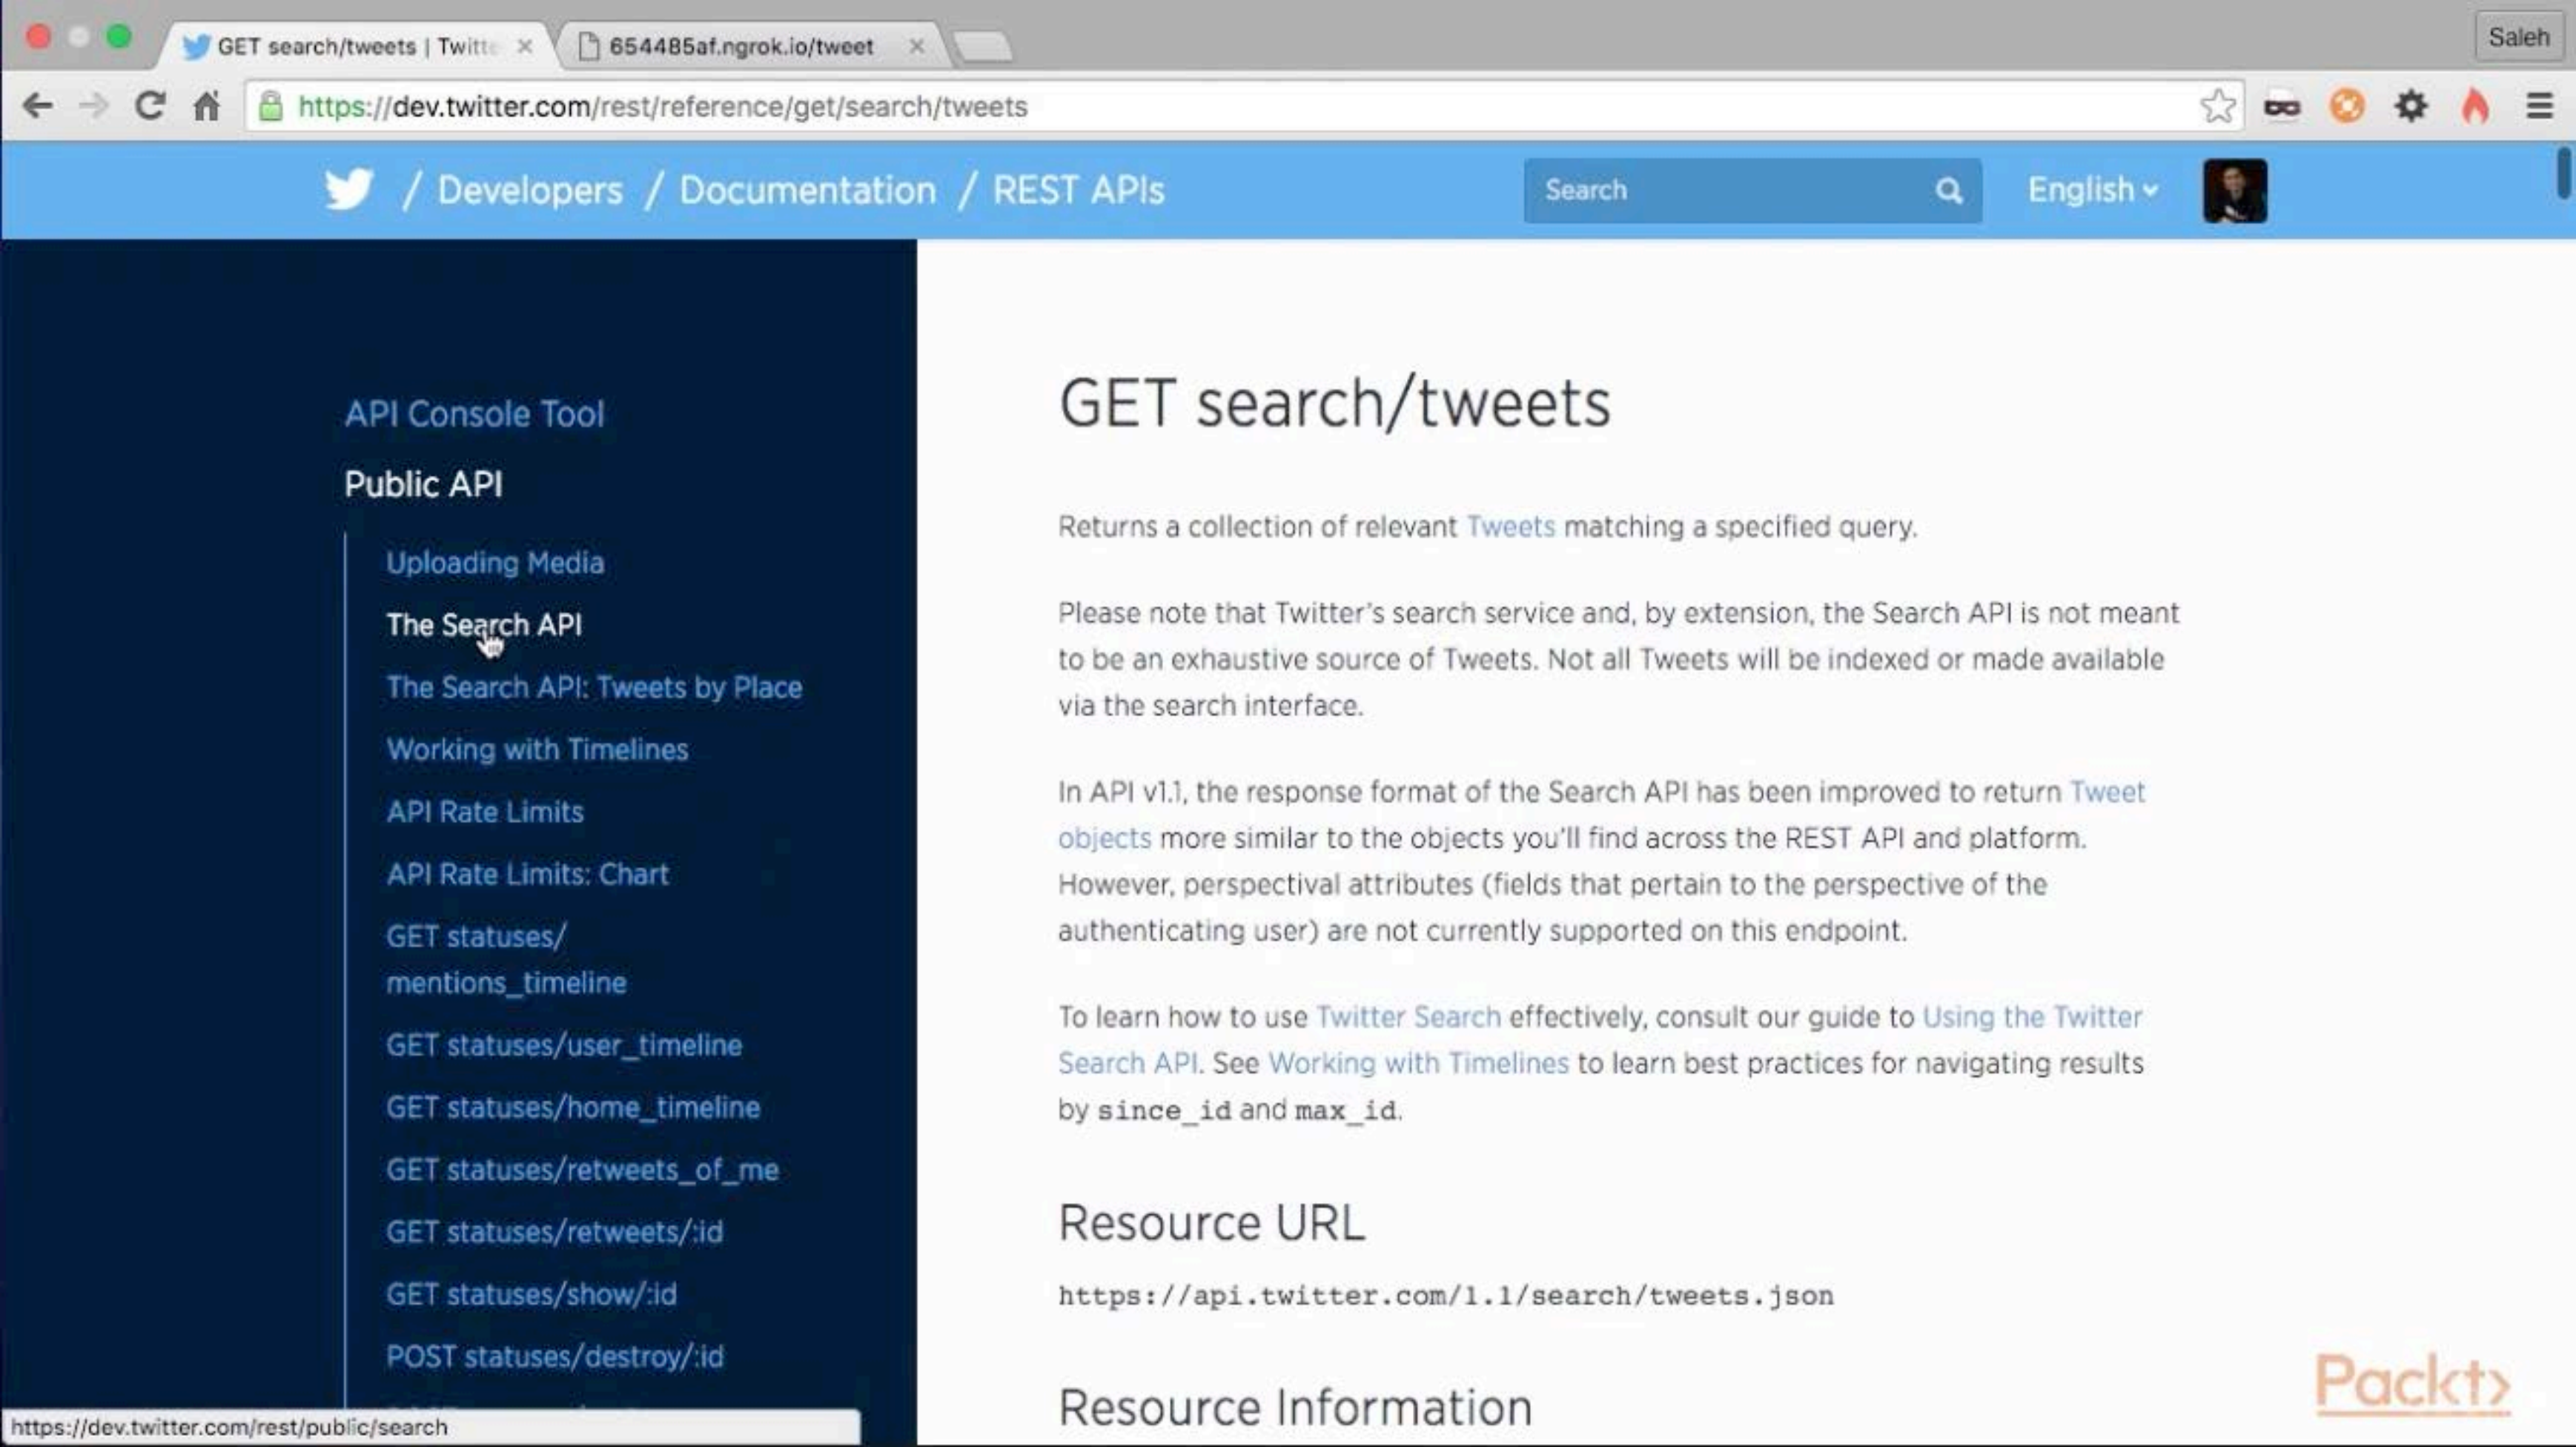 GET search/tweets | Twitte
654485af.ngrok.io/tweet
Saleh
https://dev.twitter.com/rest/reference/get/search/tweets
/ Developers / Documentation / REST APIs
Search
English
API Console Tool
Public API
Uploading Media
The Search API
The Search API: Tweets by Place
Working with Timelines
API Rate Limits
API Rate Limits: Chart
GET statuses/
mentions_timeline
GET statuses/user_timeline
GET statuses/home_timeline
GET statuses/retweets_of_me
GET statuses/retweets/:id
GET statuses/show/:id
POST statuses/destroy/:id
https://dev.twitter.com/rest/public/search
GET search/tweets
Returns a collection of relevant Tweets matching a specified query.
Please note that Twitter's search service and, by extension, the Search API is not meant
to be an exhaustive source of Tweets. Not all Tweets will be indexed or made available
via the search interface.
In API v1.1, the response format of the Search API has been improved to return Tweet
objects more similar to the objects you'll find across the REST API and platform.
However, perspectival attributes (fields that pertain to the perspective of the
authenticating user) are not currently supported on this endpoint.
To learn how to use Twitter Search effectively, consult our guide to Using the Twitter
Search API. See Working with Timelines to learn best practices for navigating results
by since_id and max_id.
Resource URL
https://api.twitter.com/1.1/search/tweets.json
Resource Information
Packt>